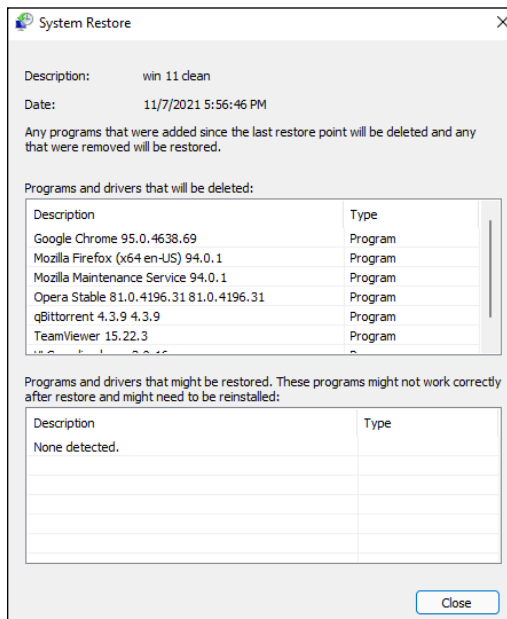 System Restore
Description: win 11 clean
Date: 11/7/2021 5:56:46 PM
Any programs that were added since the last restore point will be deleted and any
that were removed will be restored.
Programs and drivers that will be deleted:
Description Type
Google Chrome 95.0.4638.69 Program
Mozilla Firefox (x64 en-US) 94.0.1 Program
Mozilla Maintenance Service 94.0.1 Program
Opera Stable 81.0.4196.31 81.0.4196.31 Program
qBittorrent 4.3.9 4.3.9 Program
TeamViewer 15.22.3 Program
Programs and drivers that might be restored. These programs might not work correctly
after restore and might need to be reinstalled:
Description Type
None detected.
Close